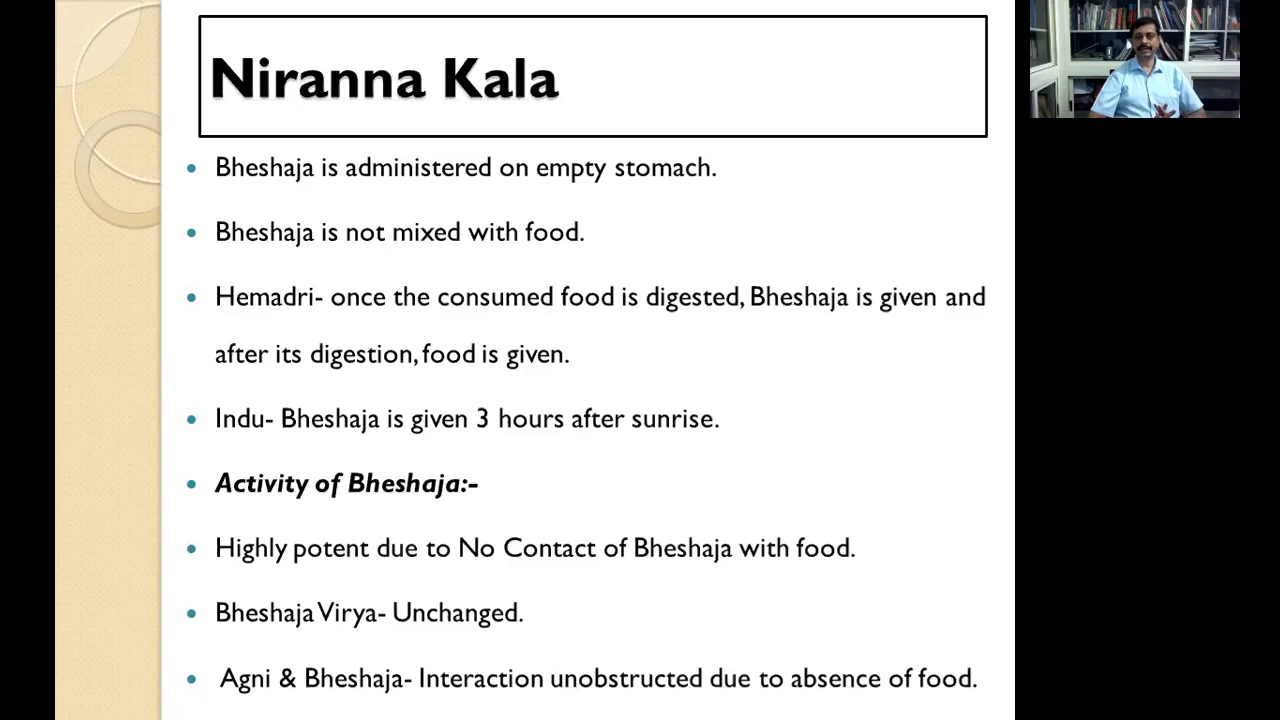 Niranna Kala
Bheshaja is administered on empty stomach.
Bheshaja is not mixed with food.
Hemadri- once the consumed food is digested, Bheshaja is given and
after its digestion, food is given.
Indu- Bheshaja is given 3 hours after sunrise.
Activity of Bheshaja:-
Highly potent due to No Contact of Bheshaja with food.
Bheshaja Virya- Unchanged.
Agni & Bheshaja- Interaction unobstructed due to absence of food.